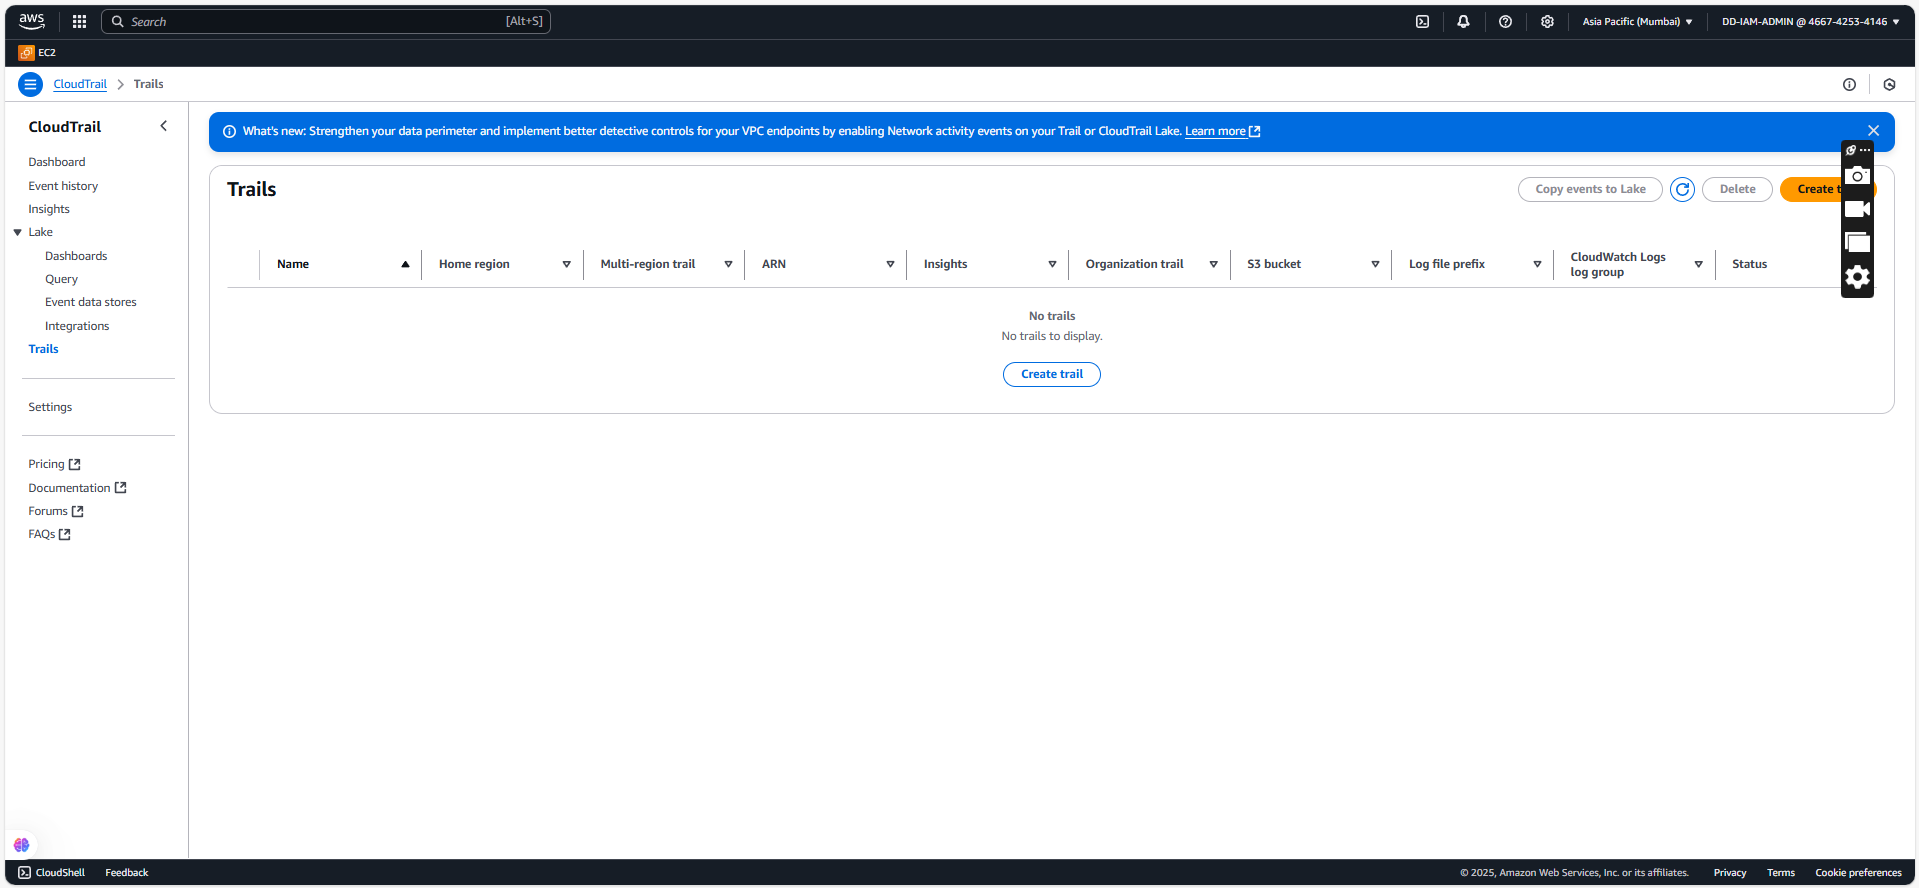 aws
Search [Alt+S]
Asia Pacific (Mumbai)
DD-IAM-ADMIN @ 4667-4253-4146
EC2
CloudTrail > Trails
CloudTrail
Dashboard
Event history
Insights
Lake
Dashboards
Query
Event data stores
Integrations
Trails
Settings
Pricing
Documentation
Forums
FAQs
What's new: Strengthen your data perimeter and implement better detective controls for your VPC endpoints by enabling Network activity events on your Trail or CloudTrail Lake. Learn more
Trails
Copy events to Lake
Delete
Create t
Name
Home region
Multi-region trail
ARN
Insights
Organization trail
S3 bucket
Log file prefix
CloudWatch Logs
log group
Status
No trails
No trails to display.
Create trail
CloudShell
Feedback
© 2025, Amazon Web Services, Inc. or its affiliates.
Privacy
Terms
Cookie preferences